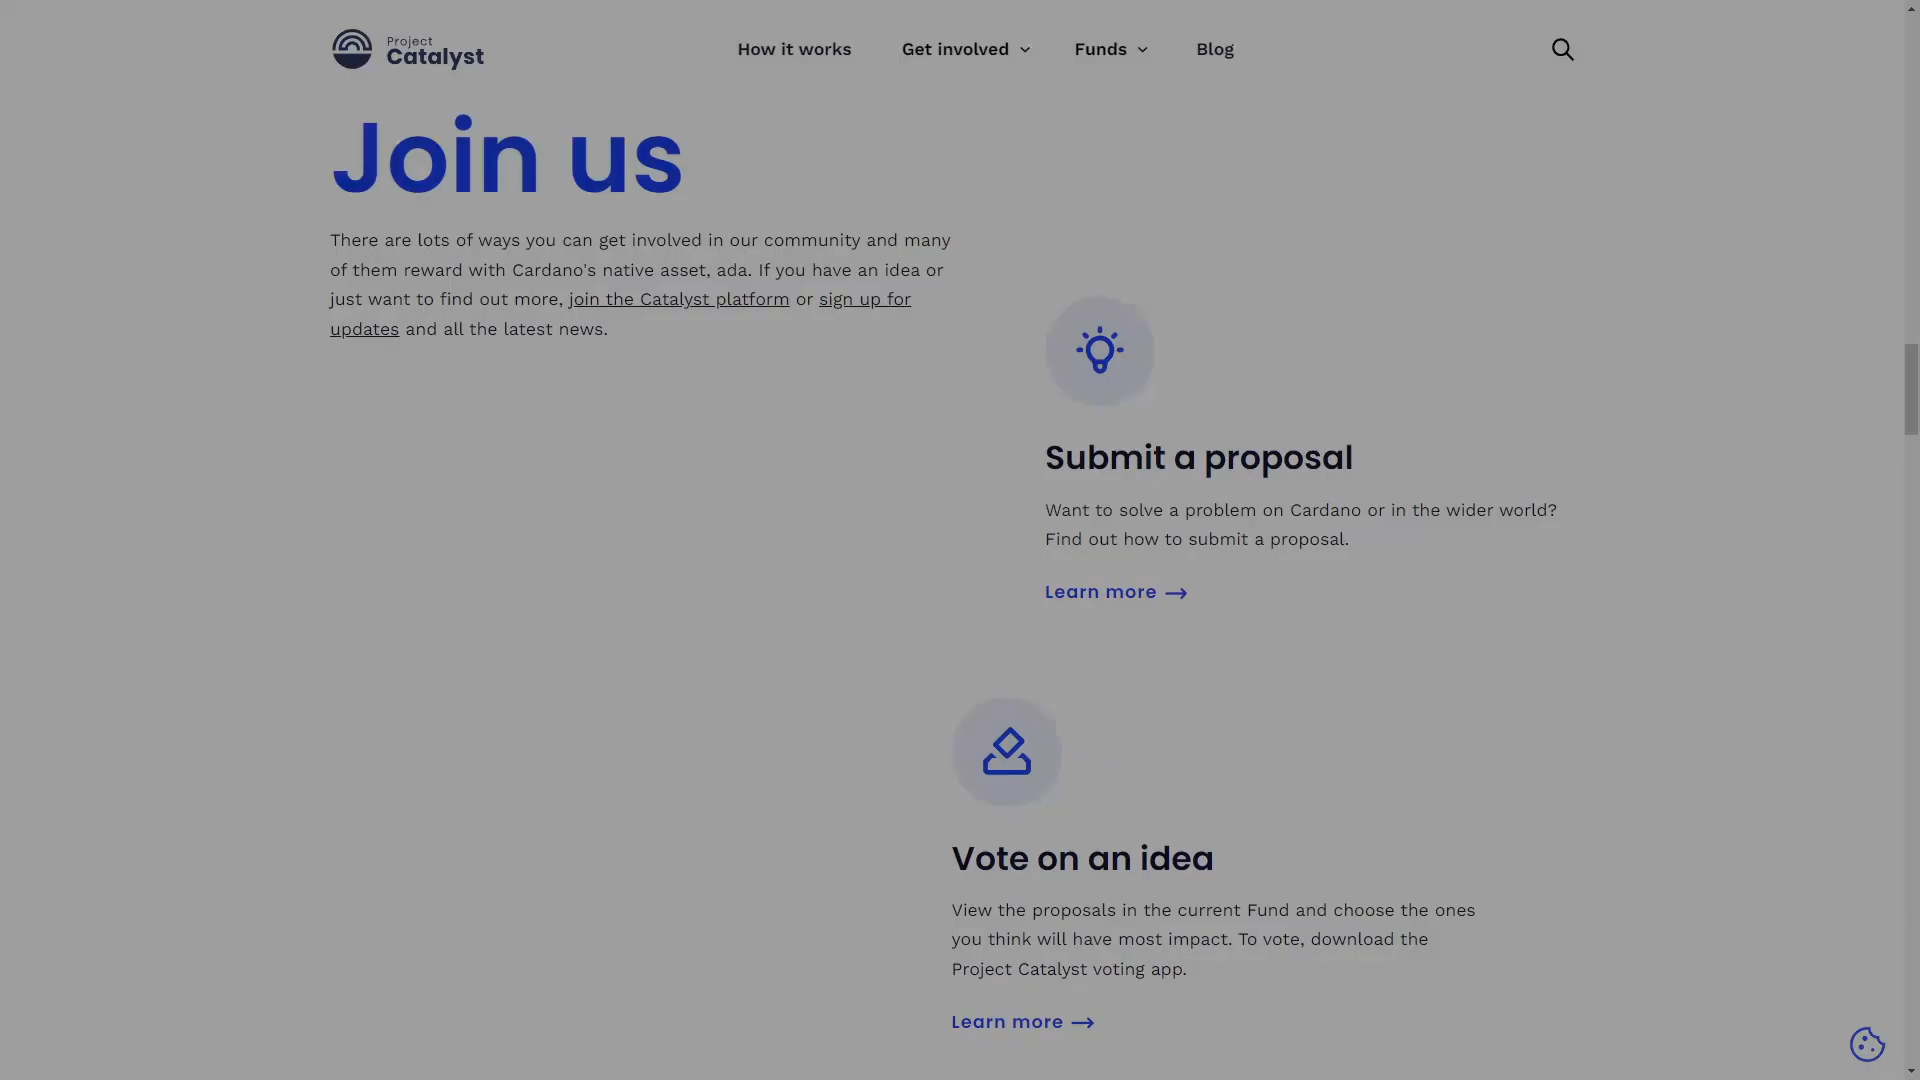 Project
Catalyst
How it works
Get involved
Funds
Blog
Join us
There are lots of ways you can get involved in our community and many
of them reward with Cardano's native asset, ada. If you have an idea or
just want to find out more, join the Catalyst platform or sign up for
updates and all the latest news.
Submit a proposal
Want to solve a problem on Cardano or in the wider world?
Find out how to submit a proposal.
Learn more
Vote on an idea
View the proposals in the current Fund and choose the ones
you think will have most impact. To vote, download the
Project Catalyst voting app.
Learn more